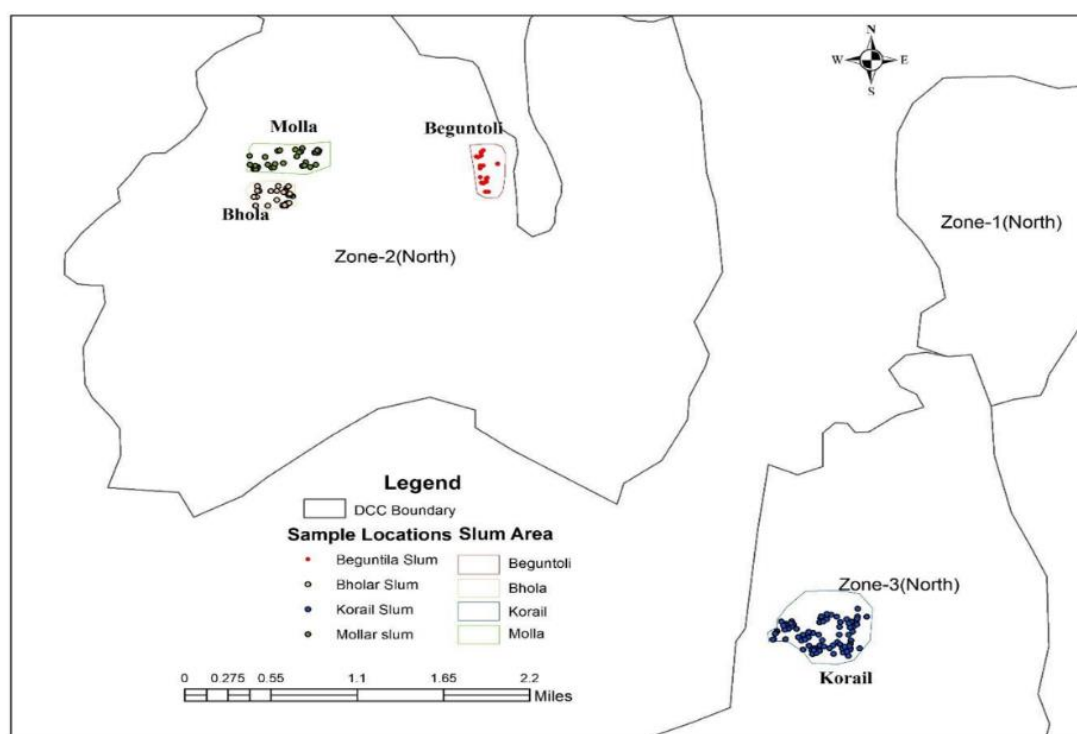 N
W E
S
Molla
Beguntoli
Bhola
Zone-1(North)
Zone-2(North)
Legend
DCC Boundary
Sample Locations Slum Area
Beguntila Slum Beguntoli
Bholar Slum Bhola
Korail Slum Korail
Mollar slum Molla
Zone-3(North)
Korail
0 0.275 0.55 1.1 1.65 2.2
Miles